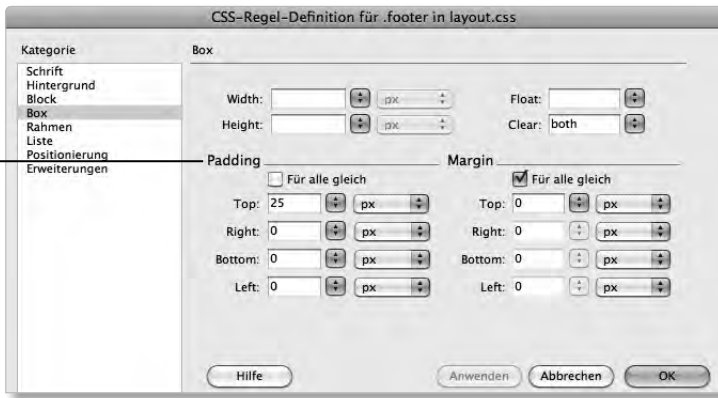 CSS-Regel-Definition für .footer in layout.css
Kategorie
Schrift
Hintergrund
Block
Box
Rahmen
Liste
Positionierung
Erweiterungen
Box
Width: px Float:
Height: px Clear: both
Padding Margin
Für alle gleich Für alle gleich
Top: 25 px Top: 0 px
Right: 0 px Right: 0 px
Bottom: 0 px Bottom: 0 px
Left: 0 px Left: 0 px
Hilfe Anwenden Abbrechen OK